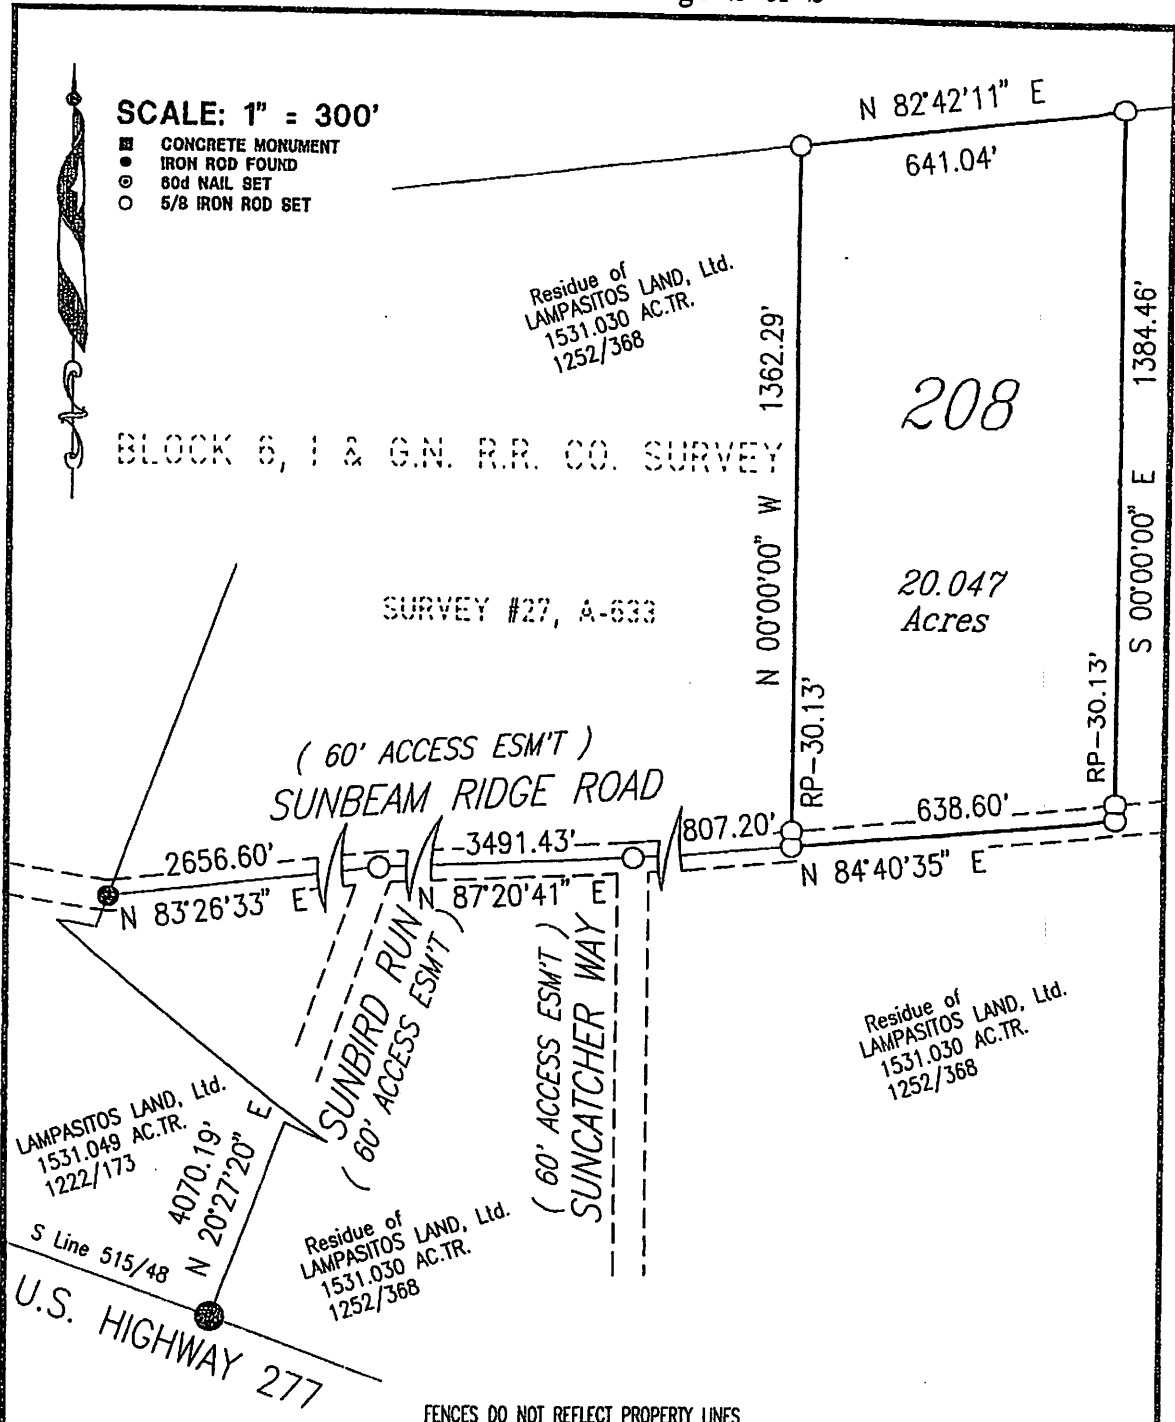 SCALE: 1" = 300'
CONCRETE MONUMENT
IRON ROD FOUND
60d NAIL SET
5/8 IRON ROD SET
N 82°42'11" E
641.04'
Residue of
LAMPASITOS LAND, Ltd.
1531.030 AC.TR.
1252/368
1362.29'
N 00°00'00" W
1384.46'
S 00°00'00" E
208
BLOCK 6, I & G.N. R.R. CO. SURVEY
SURVEY #27, A-633
20.047
Acres
RP-30.13'
RP-30.13'
( 60' ACCESS ESM'T )
SUNBEAM RIDGE ROAD
2656.60'
3491.43'
807.20'
638.60'
N 83°26'33" E
N 87°20'41" E
N 84°40'35" E
SUNBIRD RUN
( 60' ACCESS ESM'T )
( 60' ACCESS ESM'T )
SUNCATCHER WAY
Residue of
LAMPASITOS LAND, Ltd.
1531.030 AC.TR.
1252/368
LAMPASITOS LAND, Ltd.
1531.049 AC.TR.
1222/173
4070.19'
N 20°27'20" E
S Line 515/48
Residue of
LAMPASITOS LAND, Ltd.
1531.030 AC.TR.
1252/368
U.S. HIGHWAY 277
FENCES DO NOT REFLECT PROPERTY LINES